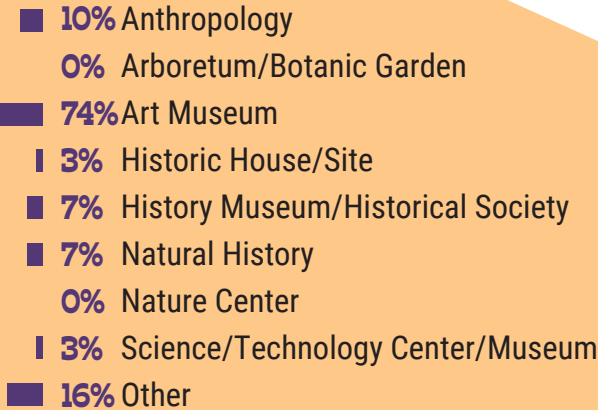 10% Anthropology
0% Arboretum/Botanic Garden
74% Art Museum
3% Historic House/Site
7% History Museum/Historical Society
7% Natural History
0% Nature Center
3% Science/Technology Center/Museum
16% Other